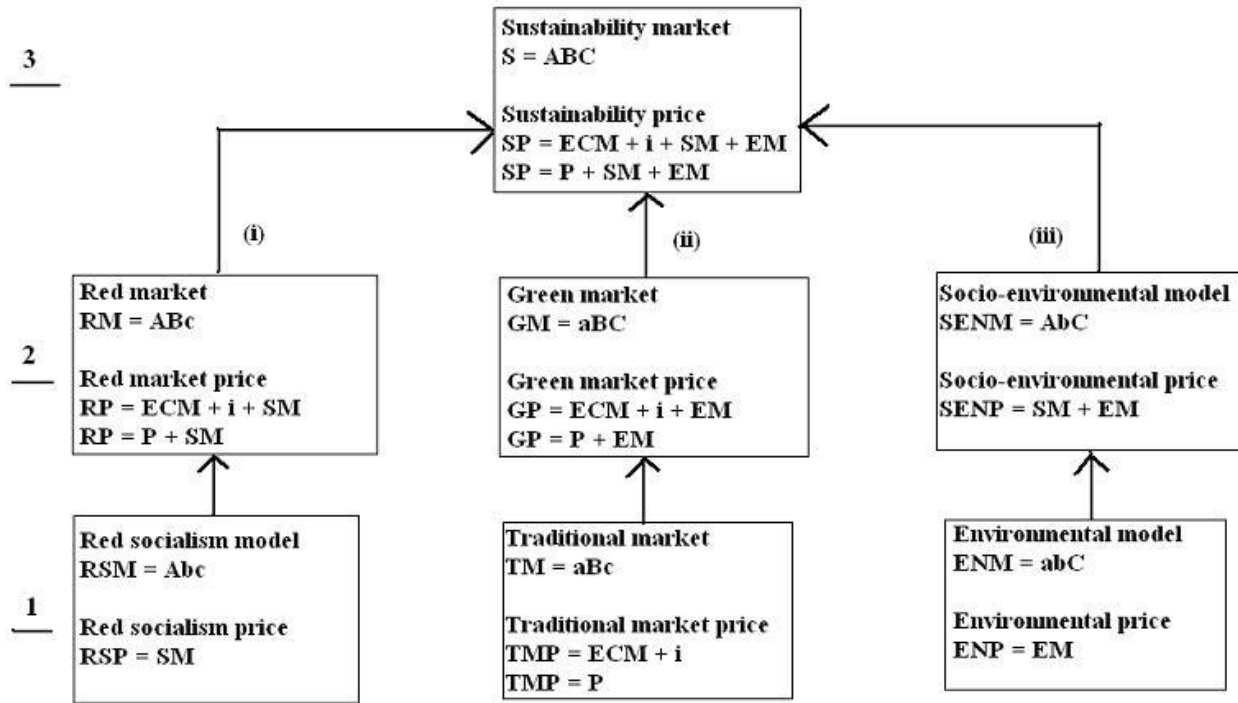 3
Sustainability market
S = ABC
Sustainability price
SP = ECM + i + SM + EM
SP = P + SM + EM
(i)
(ii)
(iii)
2
Red market
RM = ABc
Red market price
RP = ECM + i + SM
RP = P + SM
Green market
GM = aBC
Green market price
GP = ECM + i + EM
GP = P + EM
Socio-environmental model
SENM = AbC
Socio-environmental price
SENP = SM + EM
1
Red socialism model
RSM = Abc
Red socialism price
RSP = SM
Traditional market
TM = aBc
Traditional market price
TMP = ECM + i
TMP = P
Environmental model
ENM = abC
Environmental price
ENP = EM